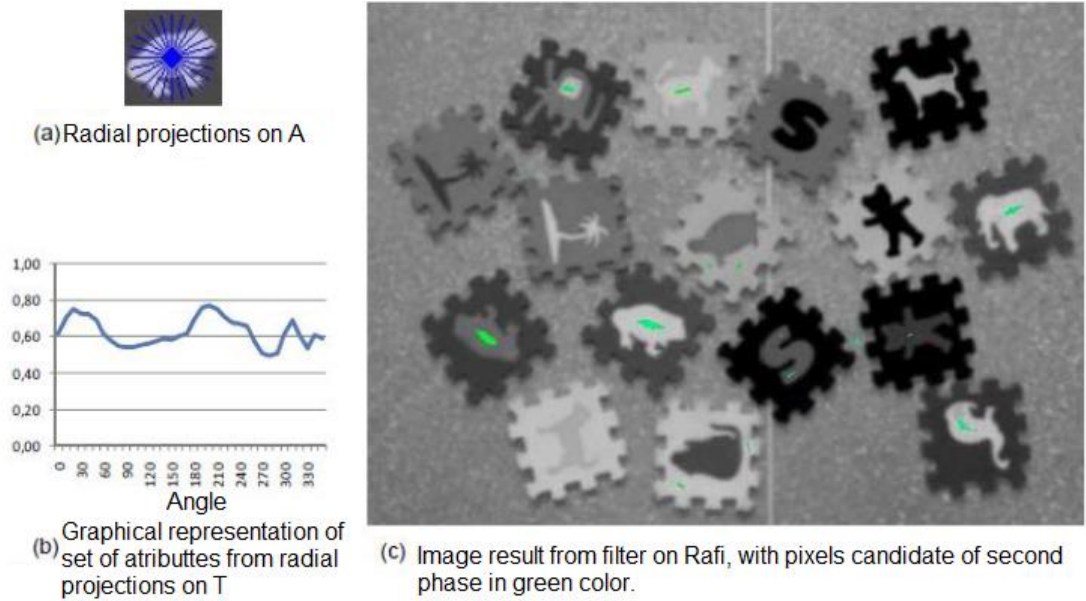 (a) Radial projections on A
1,00
0,80
0,60
0,40
0,20
0,00
0 30 60 90 120 150 180 210 240 270 300 330
Angle
(b) Graphical representation of
set of atributtes from radial
projections on T
S
S
(c) Image result from filter on Rafi, with pixels candidate of second
phase in green color.